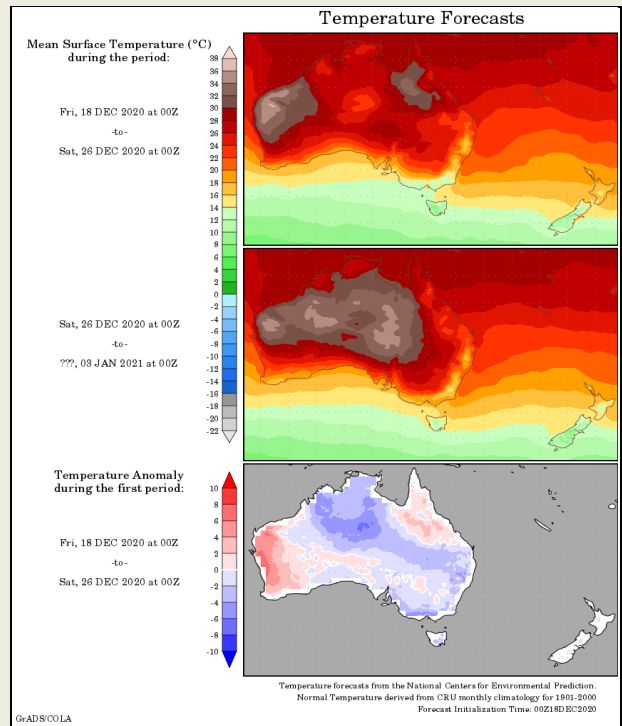 Temperature Forecasts
Mean Surface Temperature (°C)
during the period:
Fri, 18 DEC 2020 at 00Z
-to-
Sat, 26 DEC 2020 at 00Z
38
36
34
32
30
28
26
24
22
20
18
16
14
12
10
8
6
4
2
0
-2
-4
-6
-8
-10
-12
-14
-16
-18
-20
-22
Sat, 26 DEC 2020 at 00Z
-to-
???, 03 JAN 2021 at 00Z
Temperature Anomaly
during the first period:
Fri, 18 DEC 2020 at 00Z
-to-
Sat, 26 DEC 2020 at 00Z
10
8
6
4
2
0
-2
-4
-6
-8
-10
Temperature forecasts from the National Centers for Environmental Prediction.
Normal Temperature derived from CRU monthly climatology for 1901-2000
Forecast Initialization Time: 00Z18DEC2020
GrADS/COLA